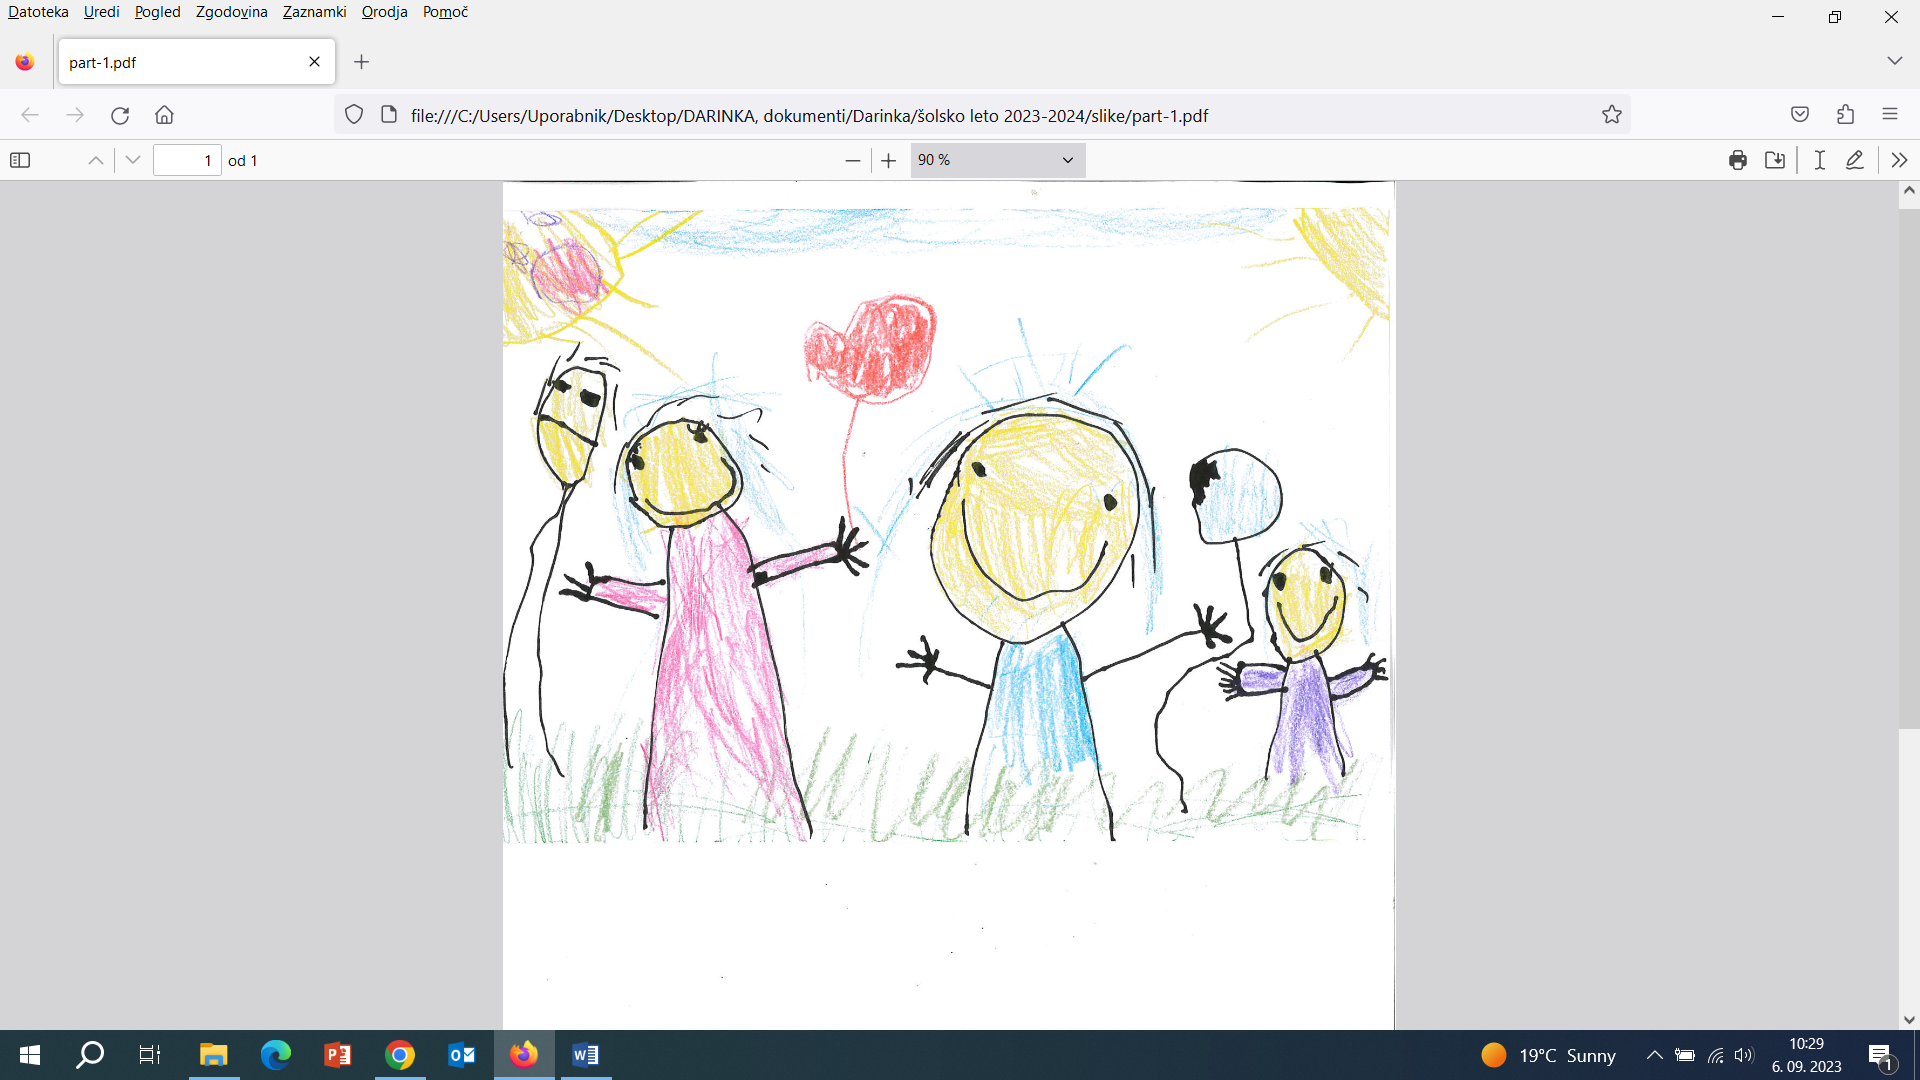 Datoteka Uredi Pogled Zgodovina Zaznamki Orodja Pomoč
part-1.pdf
file:///C:/Users/Uporabnik/Desktop/DARINKA, dokumenti/Darinka/šolsko leto 2023-2024/slike/part-1.pdf
1 od 1 90 %
19°C Sunny
10:29
6. 09. 2023
1